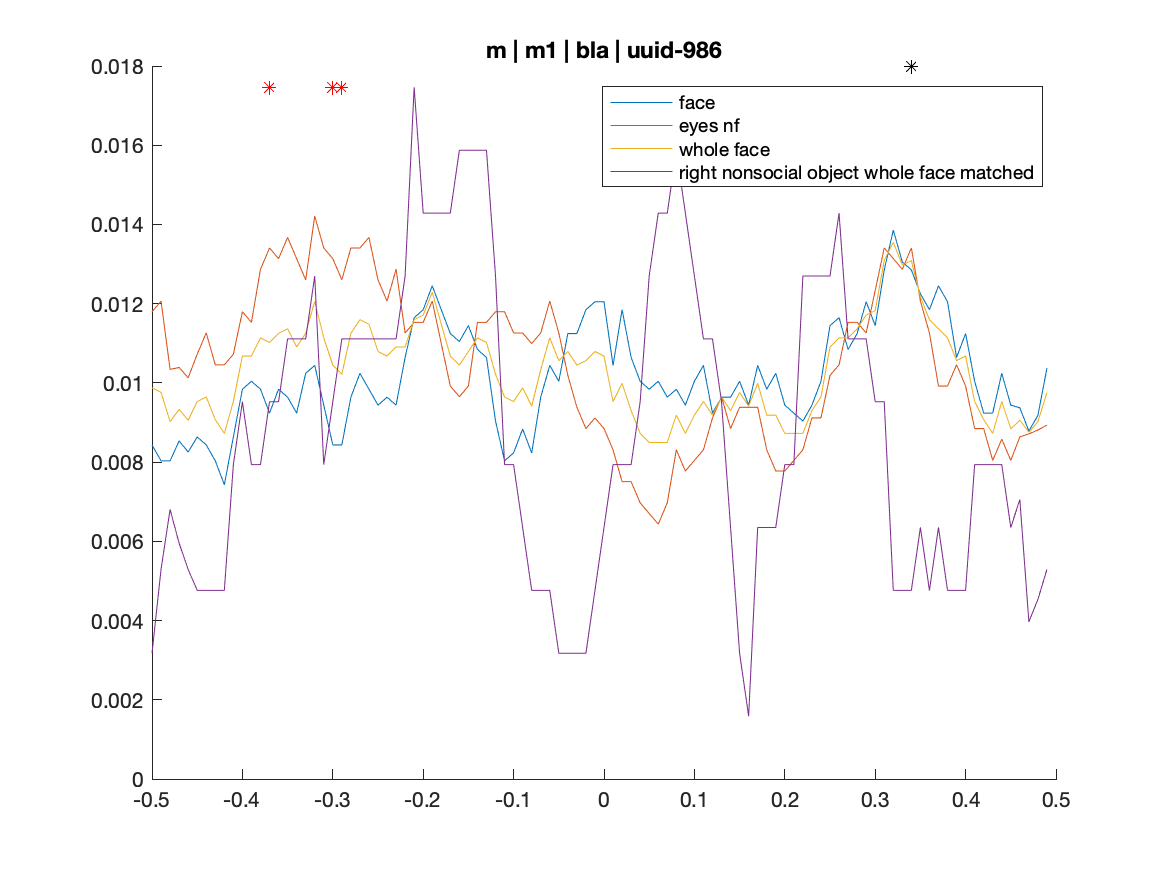 m | m1 | bla | uuid-986
0.018
0.016
0.014
0.012
0.01
0.008
0.006
0.004
0.002
0
face
eyes nf
whole face
right nonsocial object whole face matched
-0.5 -0.4 -0.3 -0.2 -0.1 0 0.1 0.2 0.3 0.4 0.5